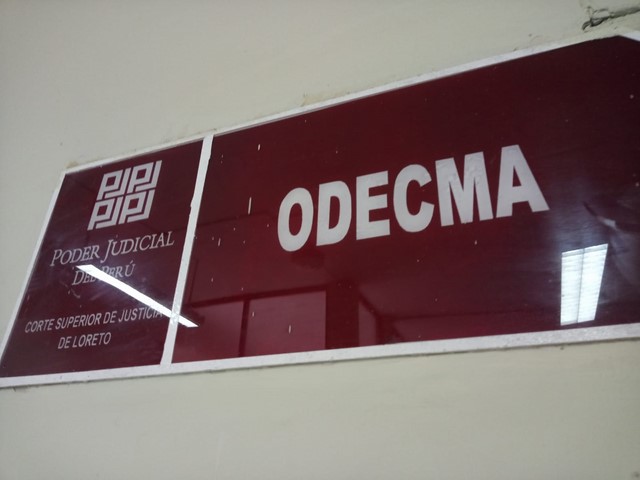 PODER JUDICIAL
DEL PERÚ
CORTE SUPERIOR DE JUSTICIA
DE LORETO
ODECMA